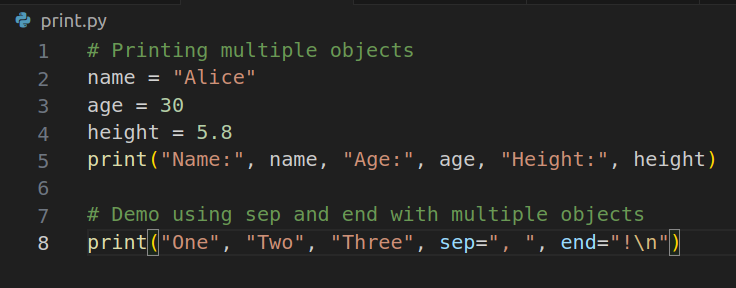 print.py
1 # Printing multiple objects
2 name = "Alice"
3 age = 30
4 height = 5.8
5 print("Name:", name, "Age:", age, "Height:", height)
6
7 # Demo using sep and end with multiple objects
8 print("One", "Two", "Three", sep=", ", end="!\n")